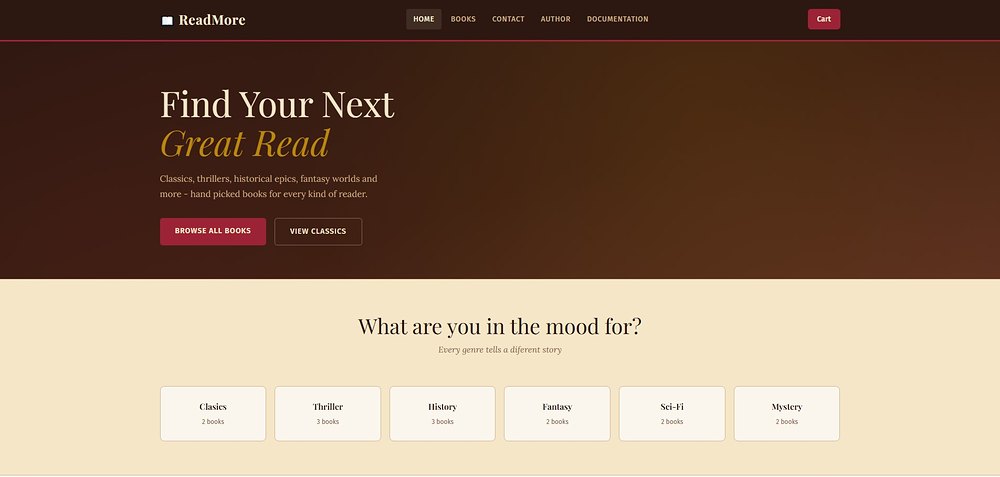 ReadMore
HOME BOOKS CONTACT AUTHOR DOCUMENTATION
Cart
Find Your Next
Great Read
Classics, thrillers, historical epics, fantasy worlds and
more - hand picked books for every kind of reader.
BROWSE ALL BOOKS VIEW CLASSICS
What are you in the mood for?
Every genre tells a diferent story
Clasics
2 books
Thriller
3 books
History
3 books
Fantasy
2 books
Sci-Fi
2 books
Mystery
2 books